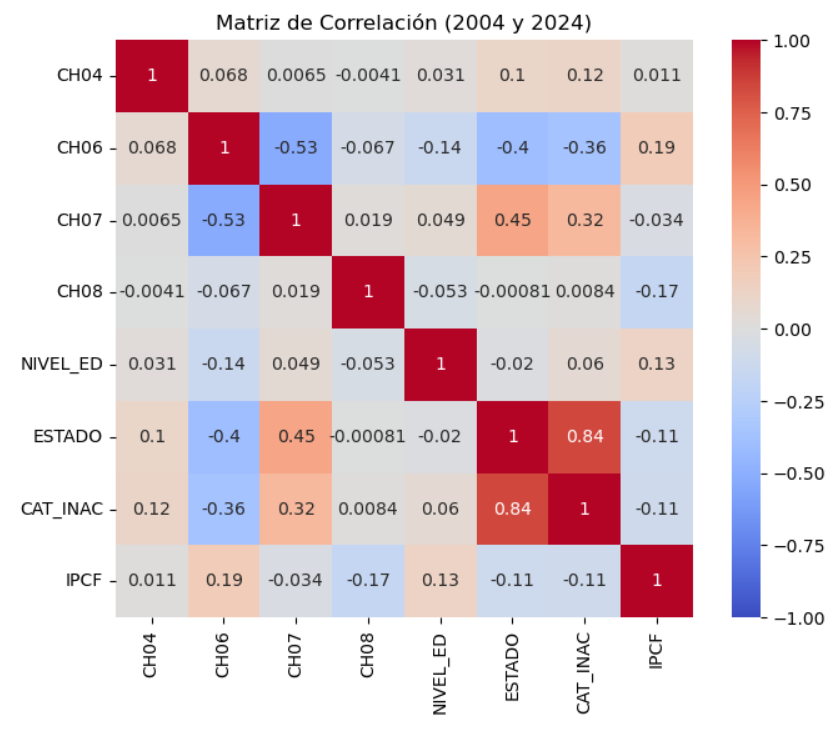 Matriz de Correlación (2004 y 2024)
CH04 1 0.068 0.0065 -0.0041 0.031 0.1 0.12 0.011
CH06 0.068 1 -0.53 -0.067 -0.14 -0.4 -0.36 0.19
CH07 0.0065 -0.53 1 0.019 0.049 0.45 0.32 -0.034
CH08 -0.0041 -0.067 0.019 1 -0.053 -0.00081 0.0084 -0.17
NIVEL_ED 0.031 -0.14 0.049 -0.053 1 -0.02 0.06 0.13
ESTADO 0.1 -0.4 0.45 -0.00081 -0.02 1 0.84 -0.11
CAT_INAC 0.12 -0.36 0.32 0.0084 0.06 0.84 1 -0.11
IPCF 0.011 0.19 -0.034 -0.17 0.13 -0.11 -0.11 1
CH04 CH06 CH07 CH08 NIVEL_ED ESTADO CAT_INAC IPCF
1.00
0.75
0.50
0.25
0.00
−0.25
−0.50
−0.75
−1.00